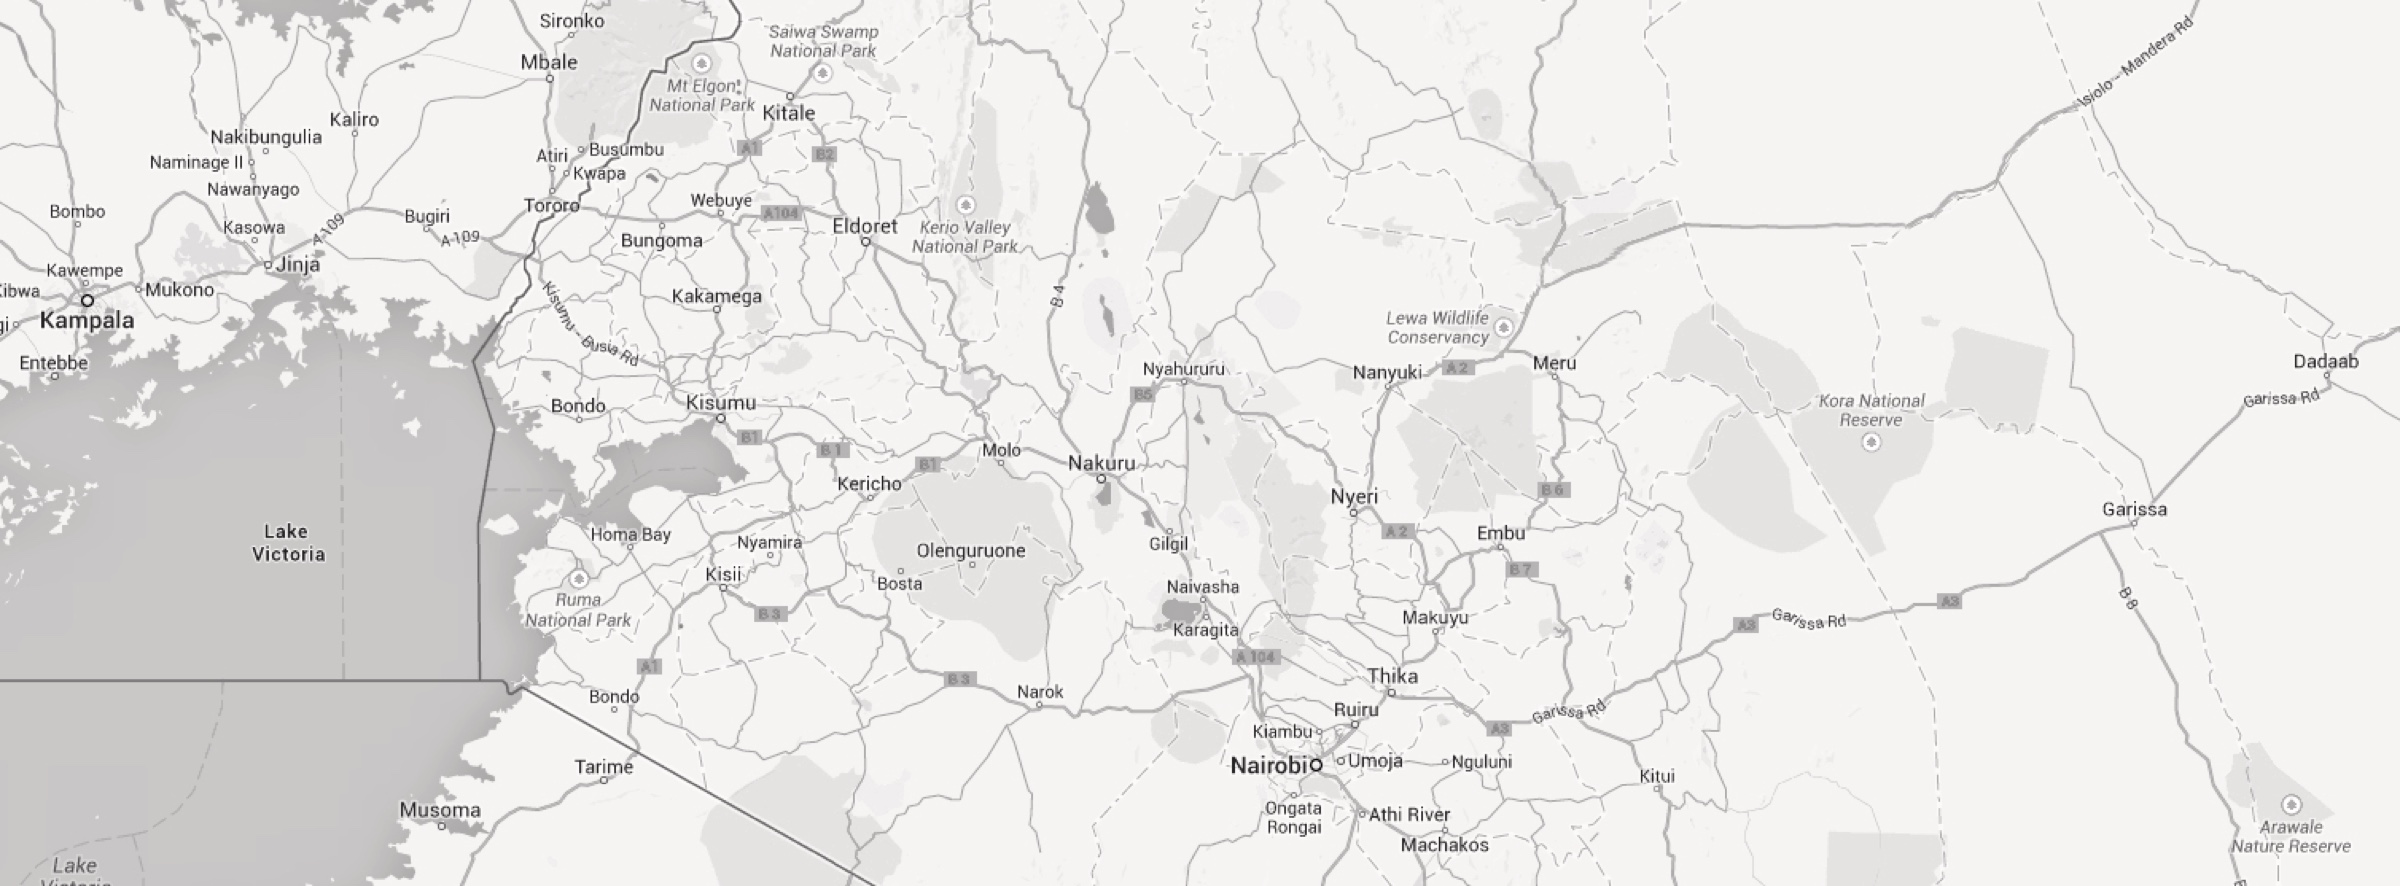 Sironko
Saiwa Swamp
National Park
Isiolo - Mandera Rd
Mbale
Mt Elgon
National Park
Kitale
Kaliro
Nakibungulia
Naminage II
Nawanyago
Atiri
Busumbu
Kwapa
A1
B2
Bombo
Kasowa
A109
Bugiri
A109
Tororo
Webuye
A104
Bungoma
Eldoret
Kerio Valley
National Park
Kawempe
Jinja
Kibwa
Mukono
Kampala
Entebbe
Kisumu - Busia Rd
Kakamega
B4
Lewa Wildlife
Conservancy
Nyahururu
B5
Nanyuki
A2
Meru
Dadaab
Garissa Rd
Kora National
Reserve
Bondo
Kisumu
B1
B1
B1
Molo
Nakuru
Kericho
Nyeri
B6
Garissa
Lake
Victoria
Homa Bay
Nyamira
Olenguruone
Gilgil
A2
Embu
Kisii
Bosta
B7
Ruma
National Park
B3
Naivasha
Karagita
Makuyu
A3
Garissa Rd
A3
B8
A1
A104
B3
Thika
Bondo
Narok
Ruiru
Garissa Rd
A3
Kiambu
Nairobi
Umoja
Nguluni
Kitui
Tarime
Musoma
Ongata
Rongai
Athi River
Machakos
Arawale
Nature Reserve
Lake
Victoria